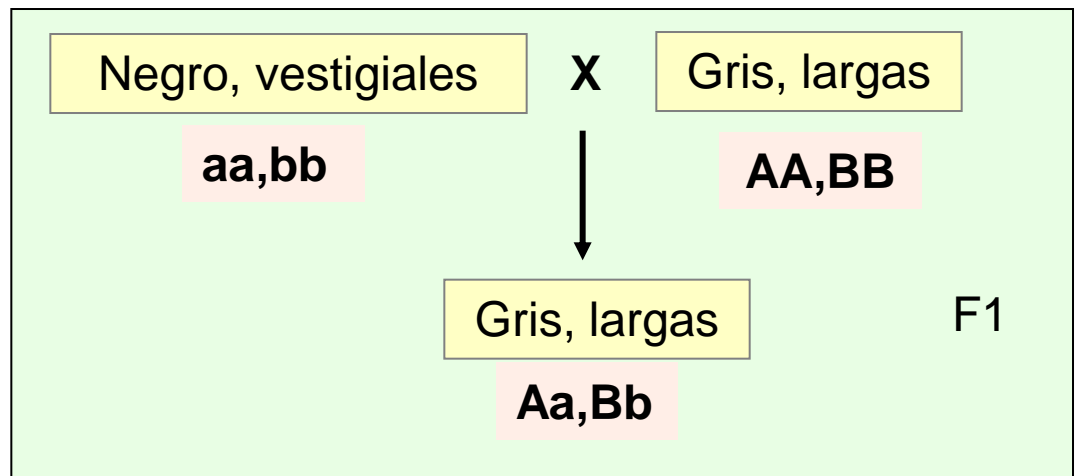 Negro, vestigiales X Gris, largas
aa,bb AA,BB
Gris, largas F1
Aa,Bb